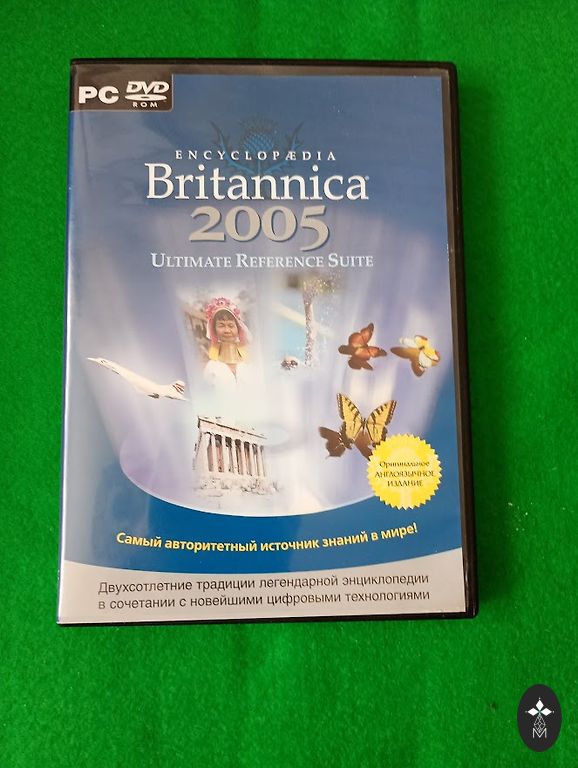 PC DVD
ROM
ENCYCLOPÆDIA
Britannica®
2005
ULTIMATE REFERENCE SUITE
Оригинальное
АНГЛОЯЗЫЧНОЕ
ИЗДАНИЕ
Самый авторитетный источник знаний в мире!
Двухсотлетние традиции легендарной энциклопедии
в сочетании с новейшими цифровыми технологиями
M